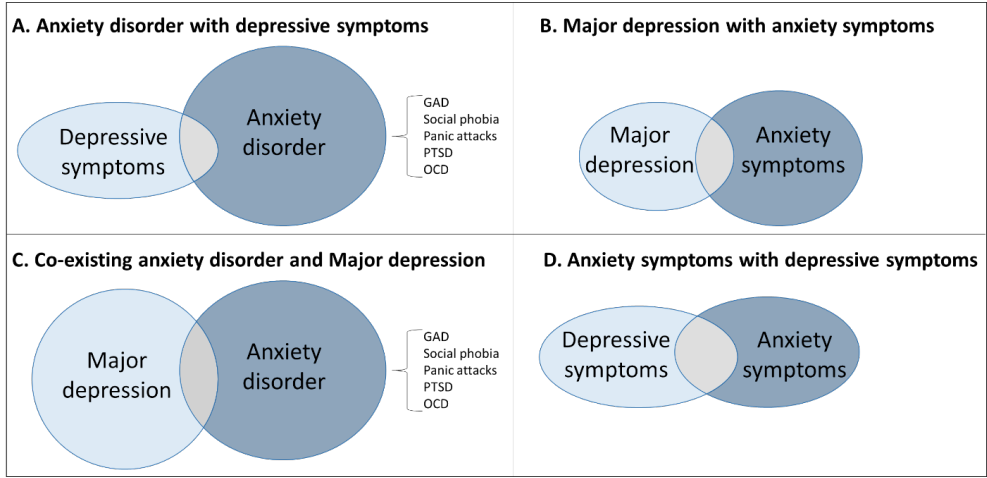 A. Anxiety disorder with depressive symptoms
Depressive
symptoms
Anxiety
disorder
GAD
Social phobia
Panic attacks
PTSD
OCD
B. Major depression with anxiety symptoms
Major
depression
Anxiety
symptoms
C. Co-existing anxiety disorder and Major depression
Major
depression
Anxiety
disorder
GAD
Social phobia
Panic attacks
PTSD
OCD
D. Anxiety symptoms with depressive symptoms
Depressive
symptoms
Anxiety
symptoms